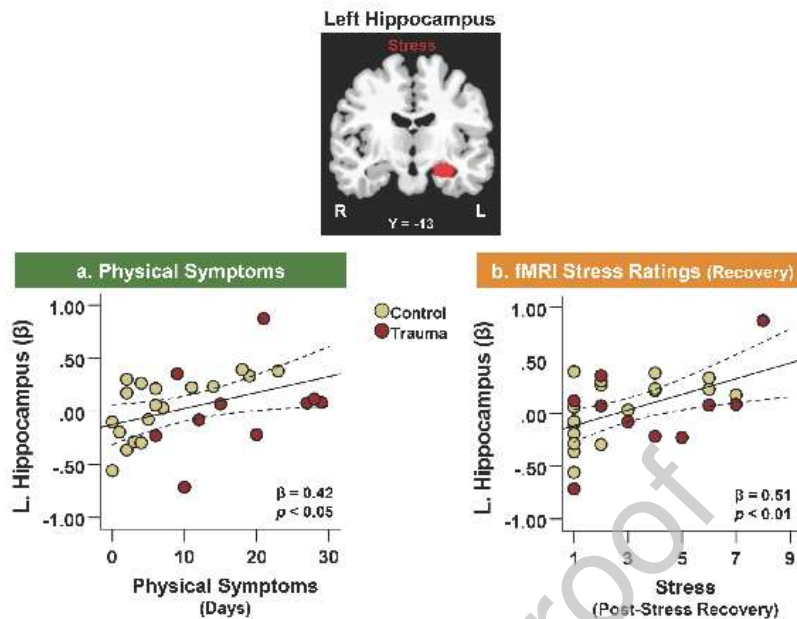 Left Hippocampus
Stress
R
L
Y = -13
a. Physical Symptoms
b. fMRI Stress Ratings (Recovery)
Control
Trauma
L. Hippocampus (β)
1.00
.50
.00
-.50
-1.00
β = 0.42
p < 0.05
0 10 20 30
Physical Symptoms
(Days)
L. Hippocampus (β)
1.00
.50
.00
-.50
-1.00
β = 0.51
p < 0.01
1 3 5 7 9
Stress
(Post-Stress Recovery)
roof